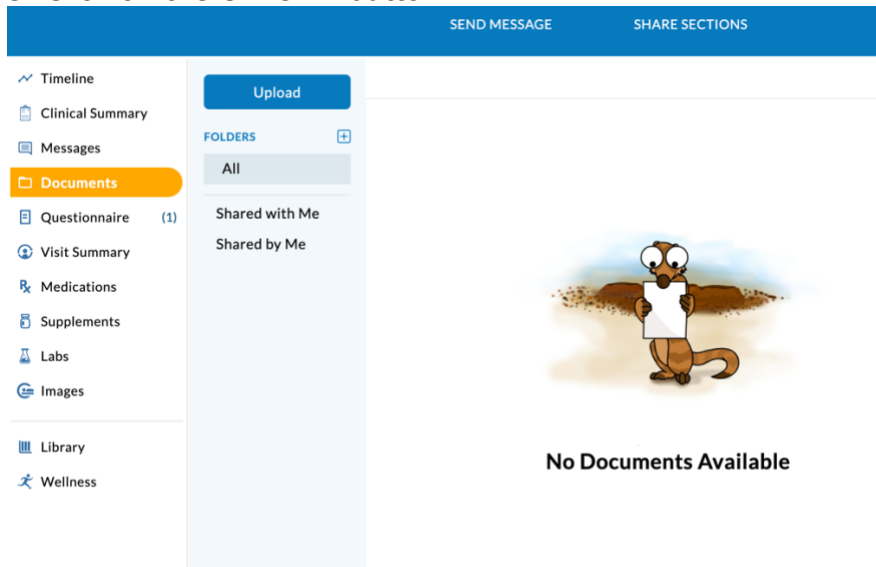 SEND MESSAGE SHARE SECTIONS
Timeline
Clinical Summary
Messages
Documents
Questionnaire (1)
Visit Summary
Medications
Supplements
Labs
Images
Library
Wellness
Upload
FOLDERS
All
Shared with Me
Shared by Me
No Documents Available